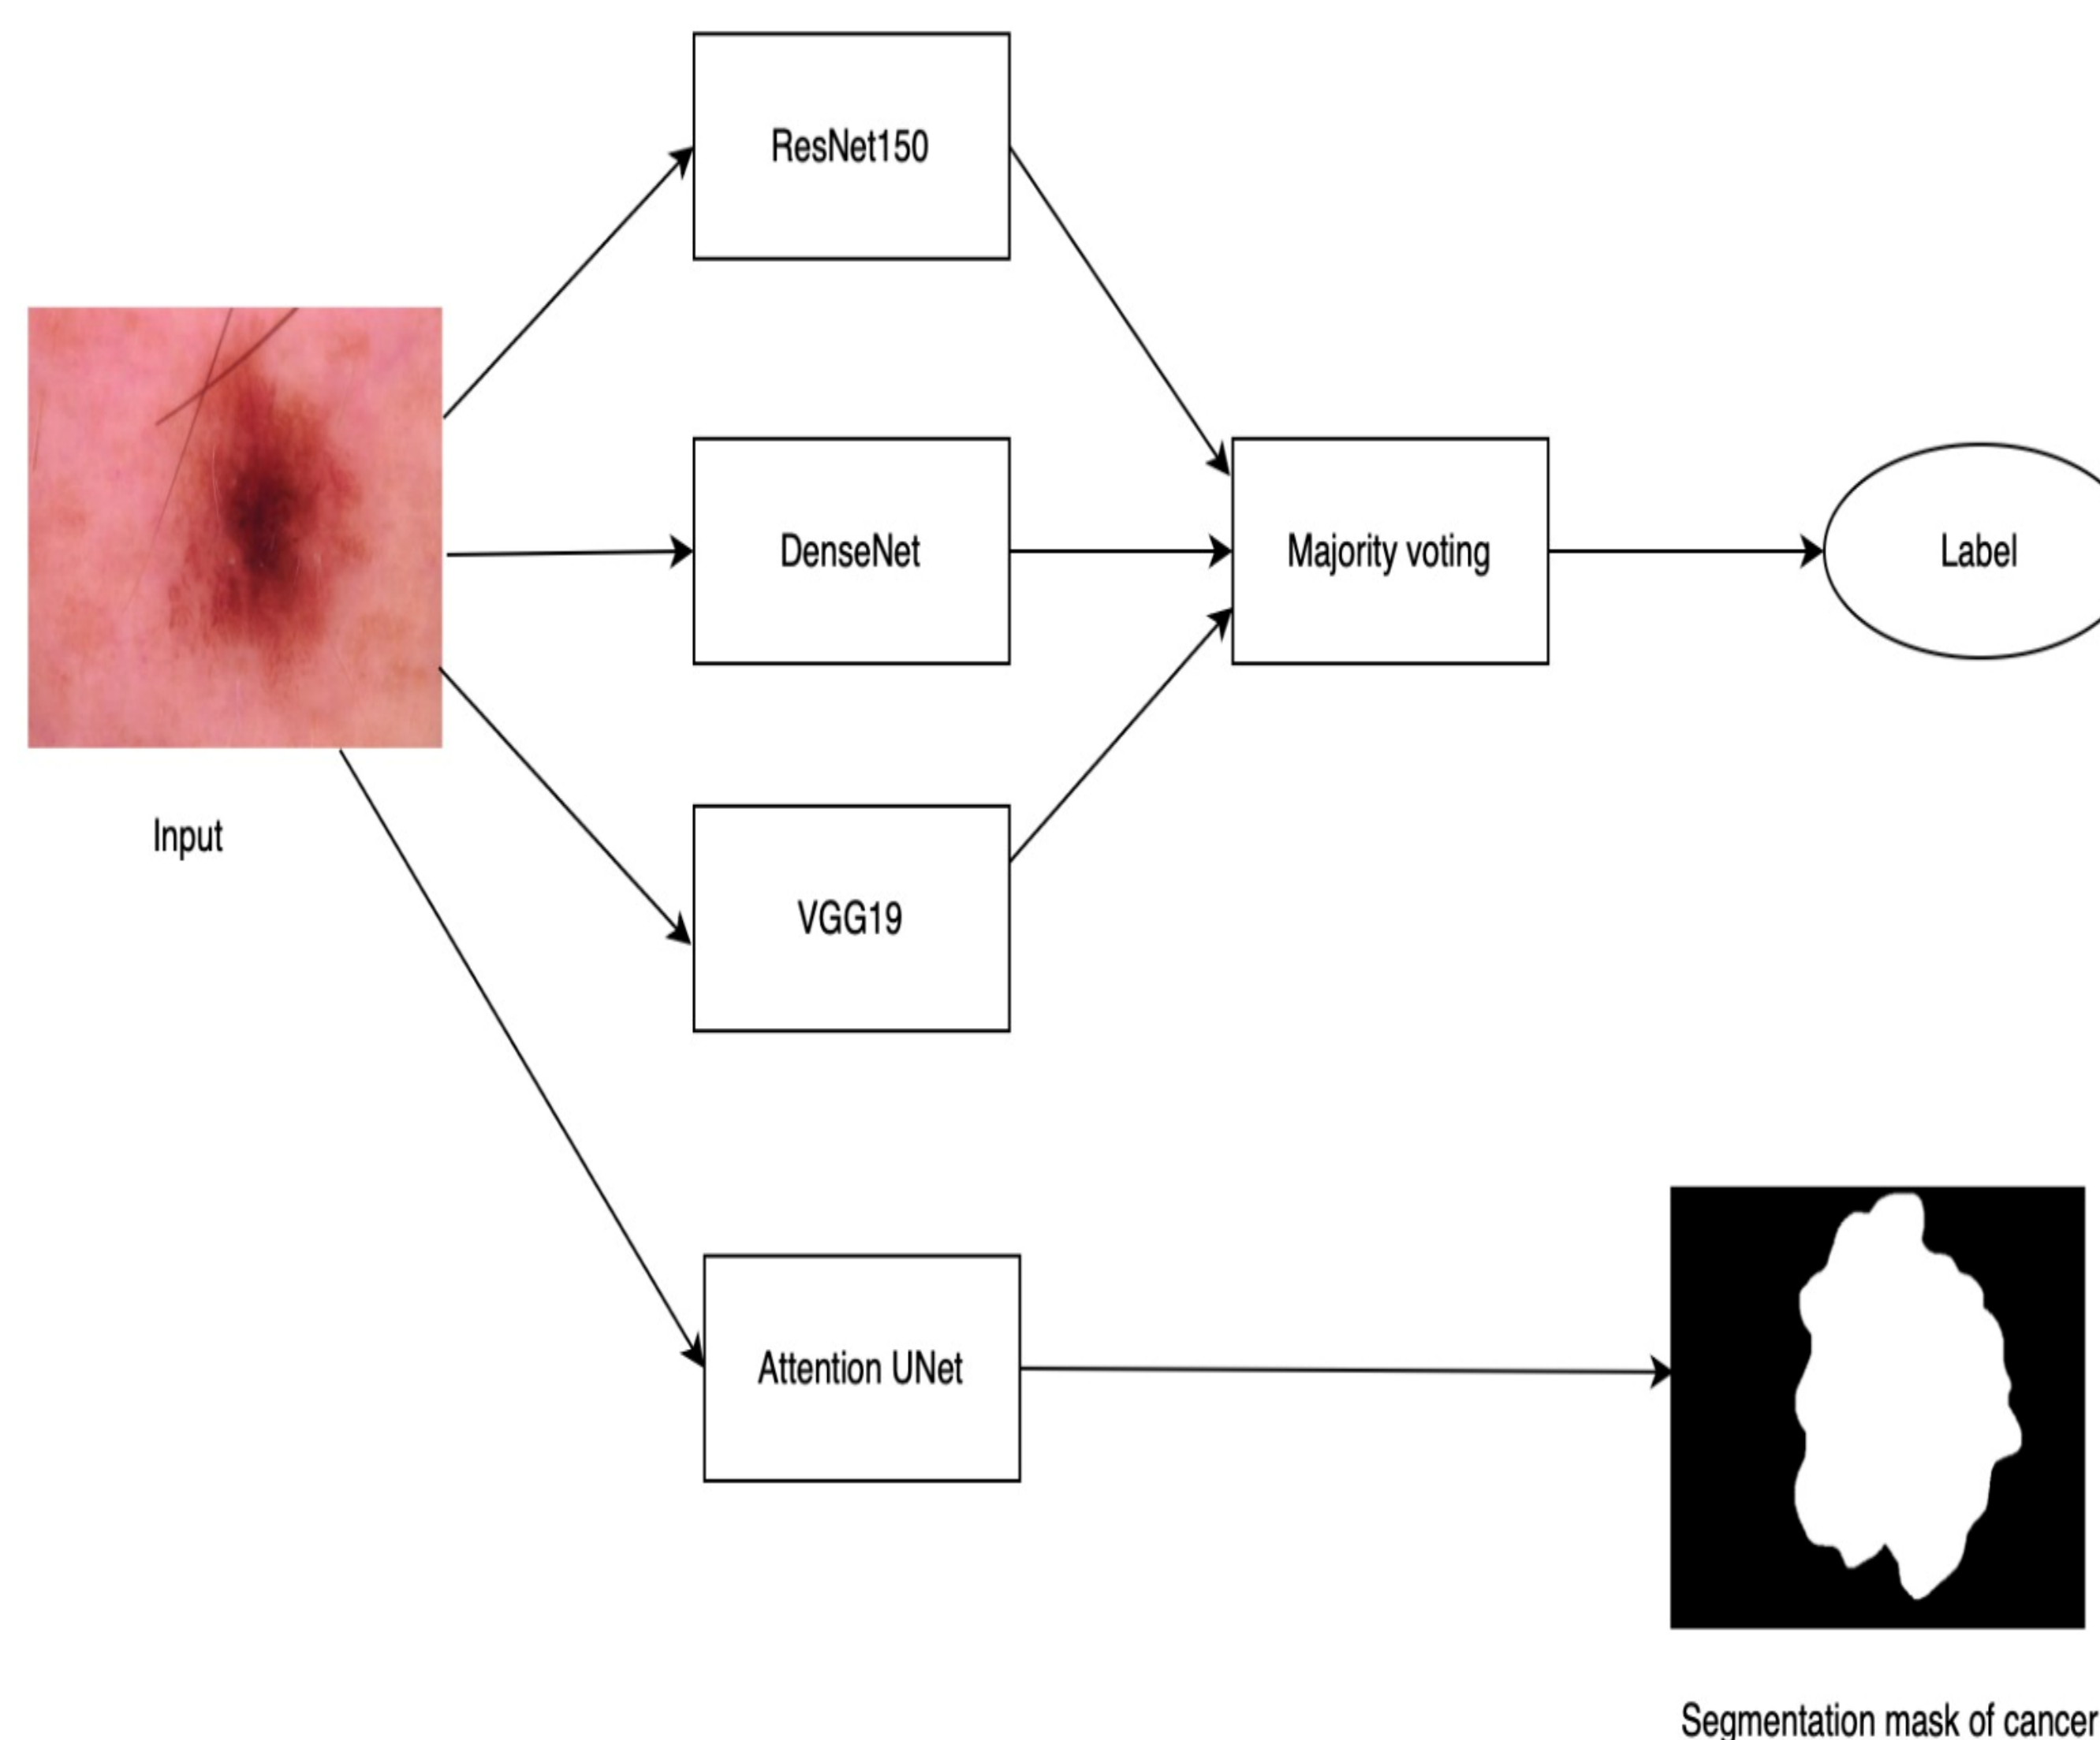 ResNet150
DenseNet
Majority voting
Label
Input
VGG19
Attention UNet
Segmentation mask of cancer